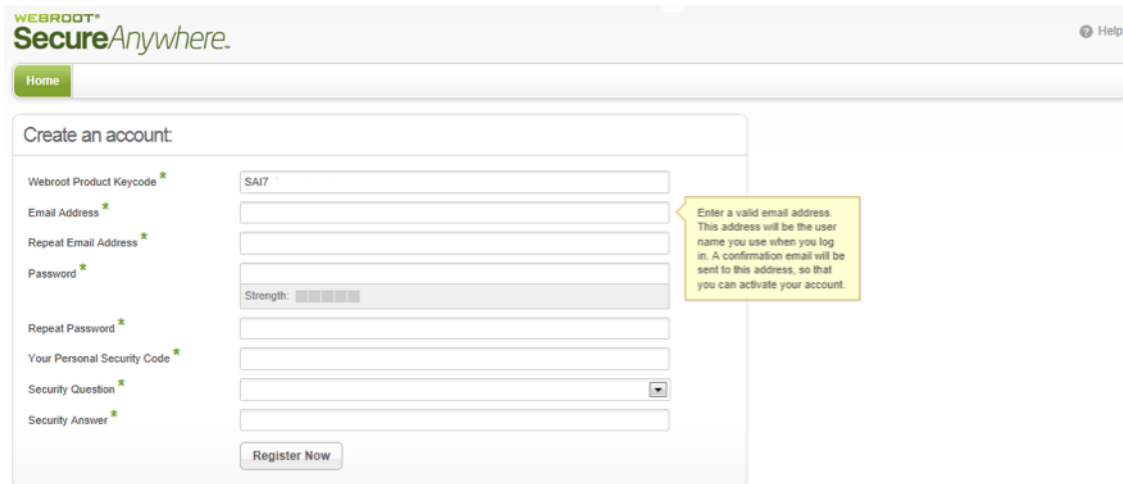 WEBROOT®
SecureAnywhere™
Help
Home
Create an account:
Webroot Product Keycode *
SAI7
Email Address *
Repeat Email Address *
Password *
Strength:
Repeat Password *
Your Personal Security Code *
Security Question *
Security Answer *
Register Now
Enter a valid email address.
This address will be the user
name you use when you log
in. A confirmation email will be
sent to this address, so that
you can activate your account.